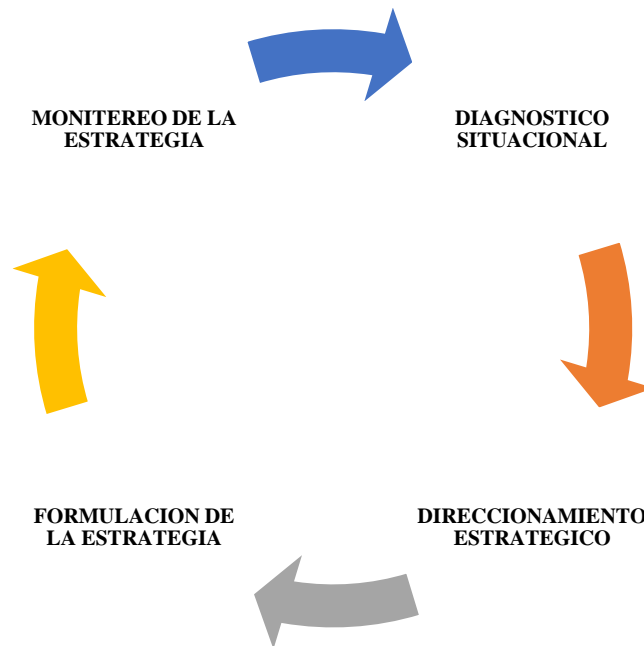 MONITEREO DE LA
ESTRATEGIA
DIAGNOSTICO
SITUACIONAL
FORMULACION DE
LA ESTRATEGIA
DIRECCIONAMIENTO
ESTRATEGICO